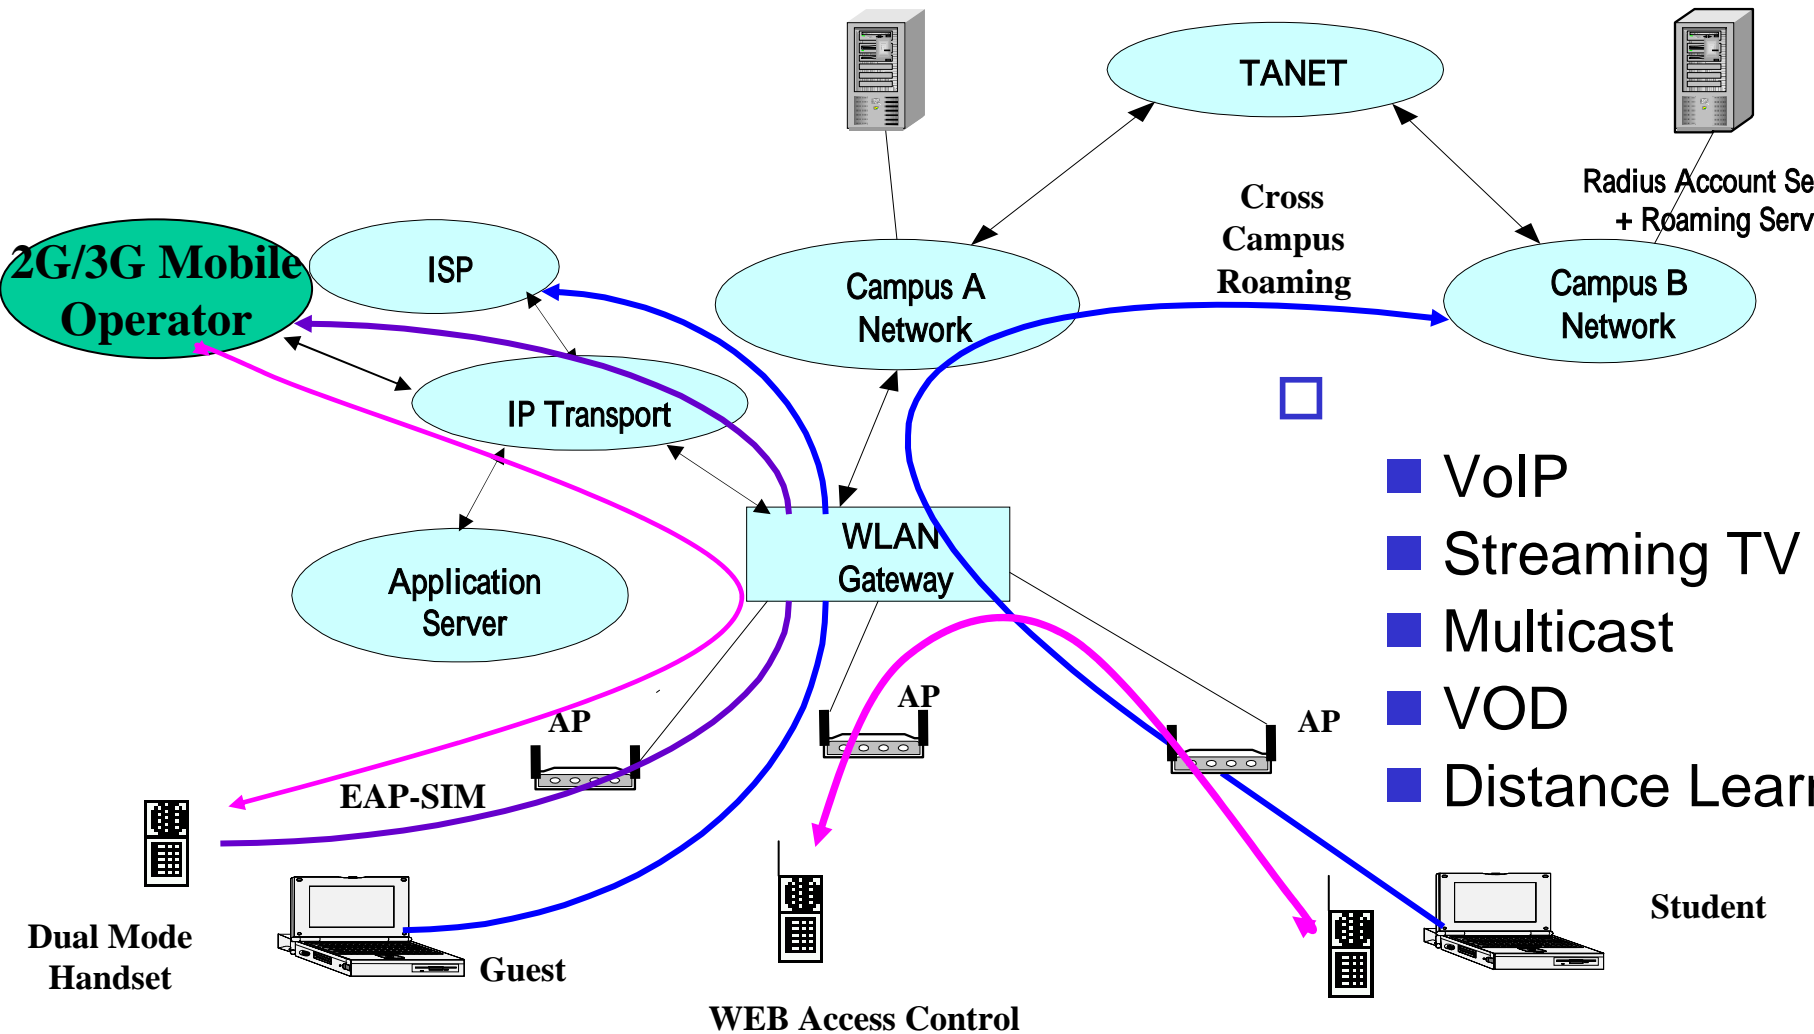 TANET
Radius Account Se
+ Roaming Serv
Cross
Campus
Roaming
2G/3G Mobile
Operator
ISP
Campus A
Network
Campus B
Network
IP Transport
VoIP
WLAN
Gateway
Streaming TV
Application
Server
Multicast
AP
AP
AP
VOD
EAP-SIM
Distance Lear
Student
Dual Mode
Handset
Guest
WEB Access Control